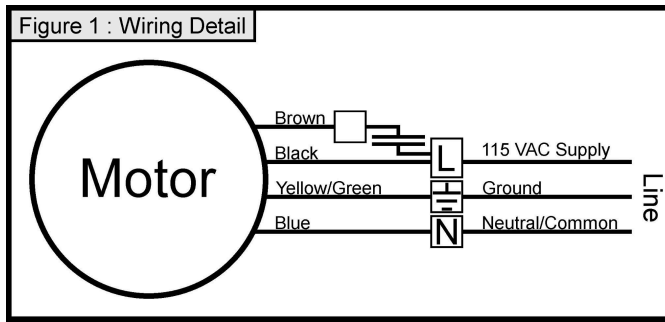 Figure 1 : Wiring Detail
Motor
Brown
Black
L
115 VAC Supply
Yellow/Green
Ground
Blue
N
Neutral/Common
Line